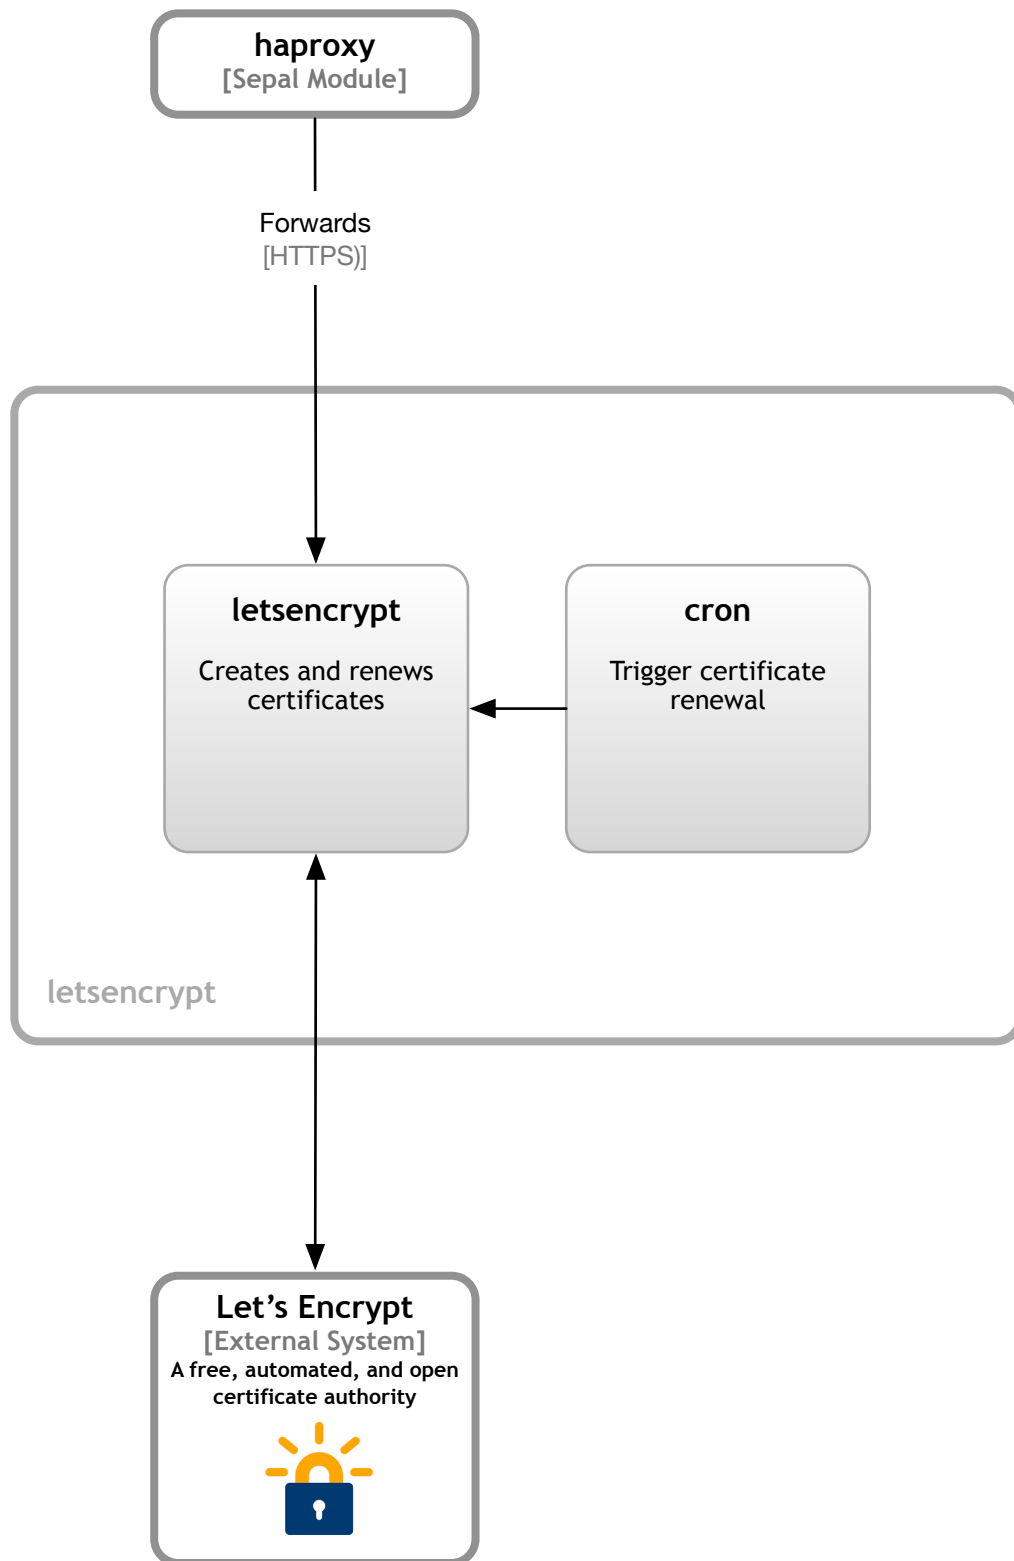 haproxy
[Sepal Module]
Forwards
[HTTPS)]
letsencrypt
Creates and renews
certificates
cron
Trigger certificate
renewal
letsencrypt
Let’s Encrypt
[External System]
A free, automated, and open
certificate authority